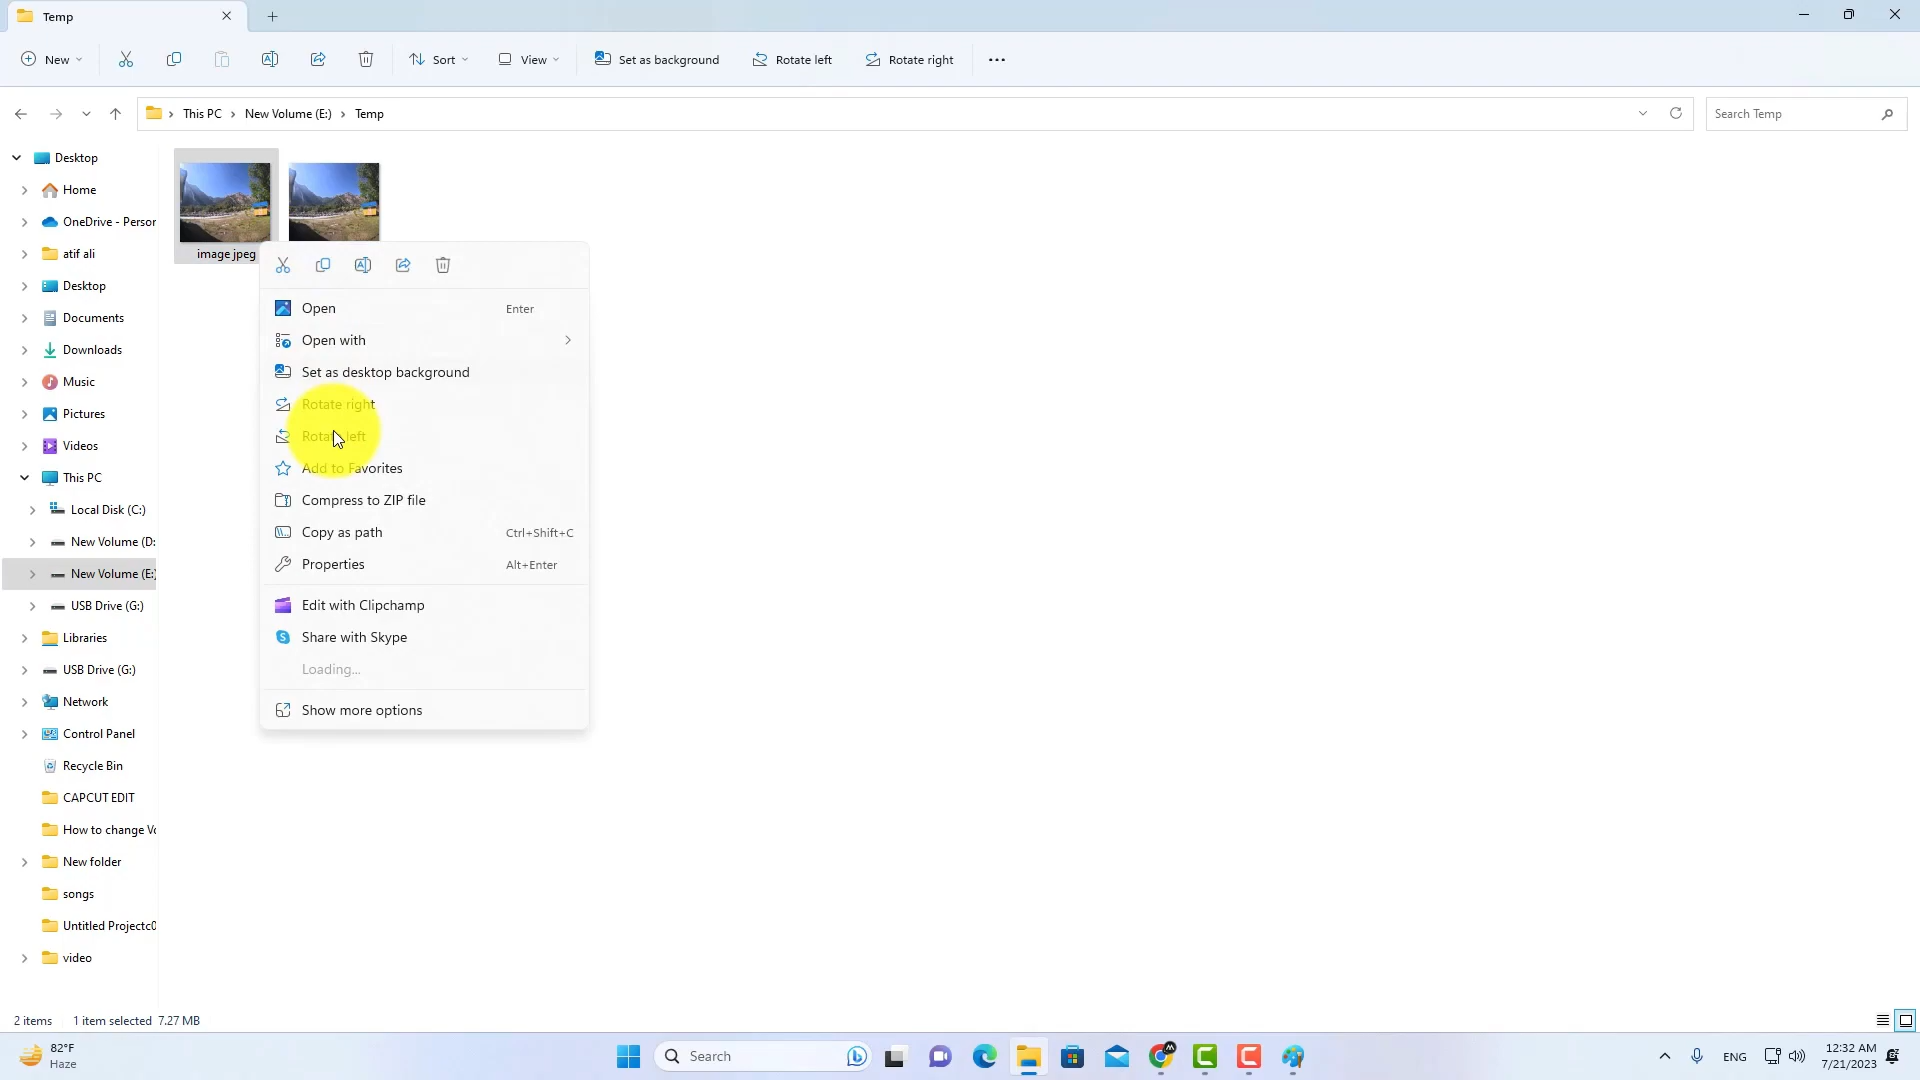 Temp
New
Sort
View
Set as background
Rotate left
Rotate right
This PC
New Volume (E:)
Temp
Search Temp
Desktop
Home
OneDrive - Persor
atif ali
Desktop
Documents
Downloads
Music
Pictures
Videos
This PC
Local Disk (C:)
New Volume (D:
New Volume (E:)
USB Drive (G:)
Libraries
USB Drive (G:)
Network
Control Panel
Recycle Bin
CAPCUT EDIT
How to change Vo
New folder
songs
Untitled Projectc0
video
image.jpeg
Open Enter
Open with
Set as desktop background
Rotate right
Rotate left
Add to Favorites
Compress to ZIP file
Copy as path Ctrl+Shift+C
Properties Alt+Enter
Edit with Clipchamp
Share with Skype
Loading...
Show more options
2 items 1 item selected 7.27 MB
82°F
Haze
Search
ENG
12:32 AM
7/21/2023